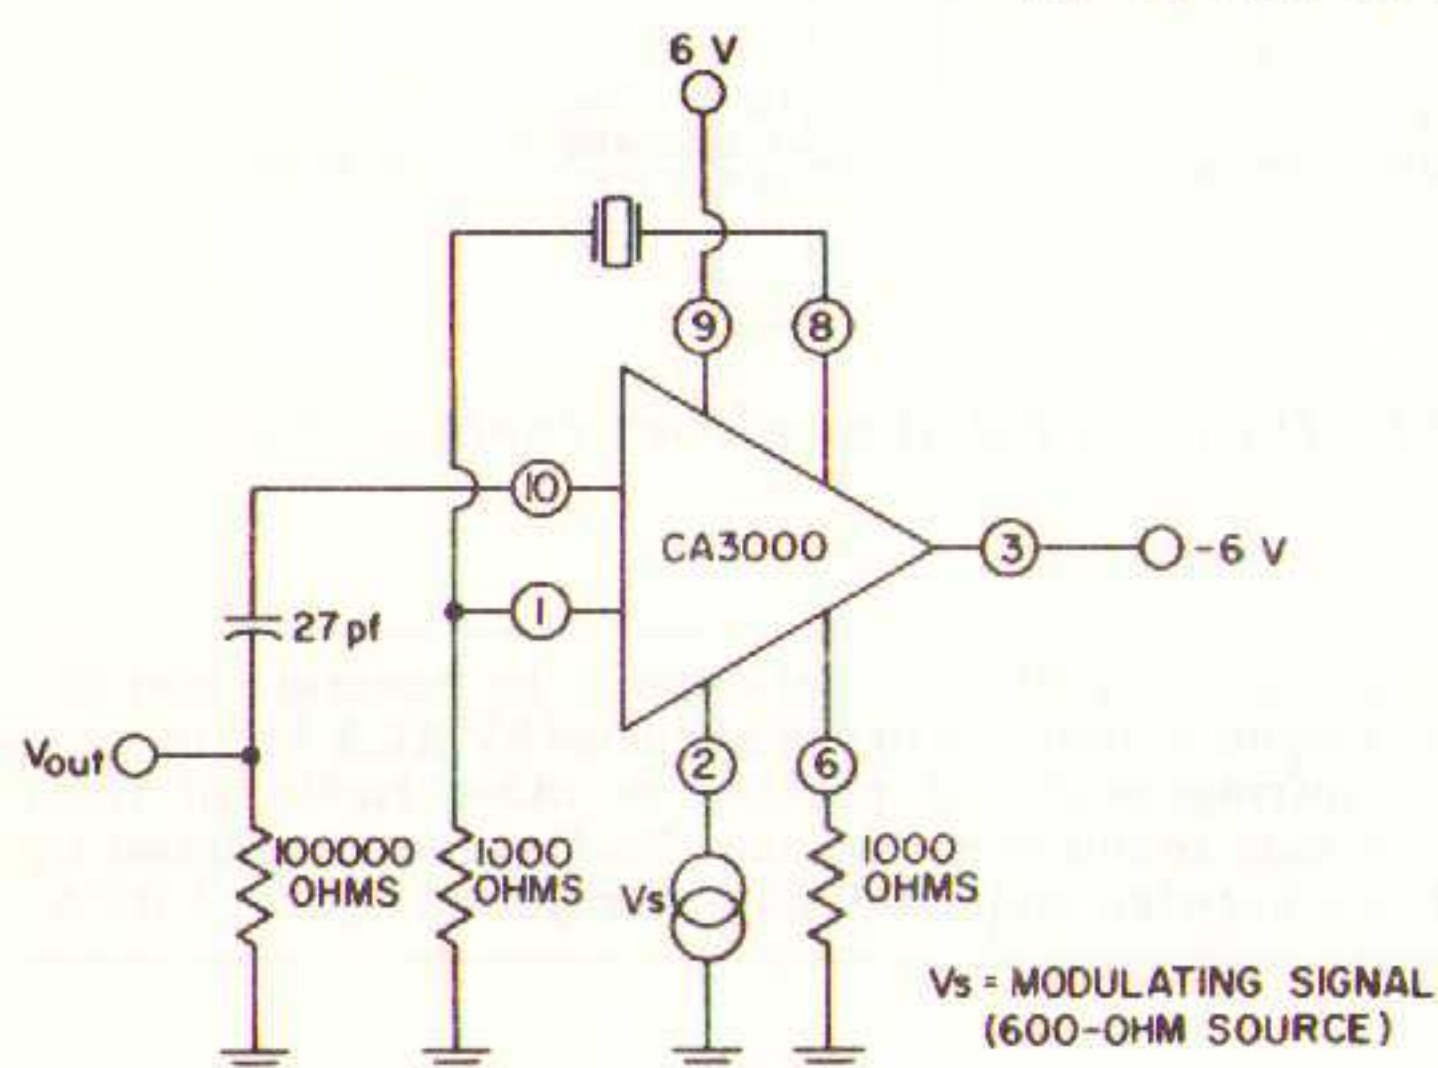 6 V
9
8
10
CA3000
3
-6 V
1
27 pf
Vout
2
6
100000
OHMS
1000
OHMS
Vs
1000
OHMS
Vs = MODULATING SIGNAL
(600-OHM SOURCE)